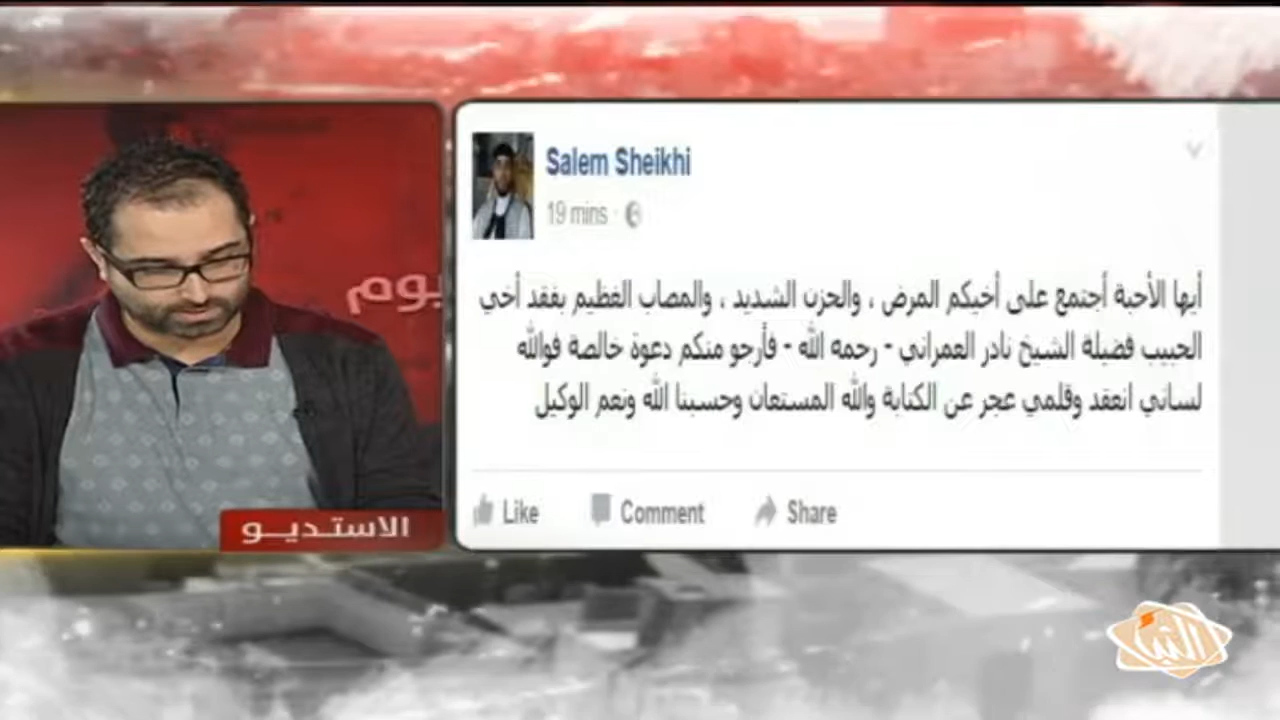 Salem Sheikhi
19 mins
أيها الأحبة أجتمع على أخيكم المرض ، والحزن الشديد ، والمصاب العظيم بفقد أخي
الحبيب فضيلة الشيخ نادر العمراني - رحمه الله - فأرجو منكم دعوة خالصة فوالله
لساني انعقد وقلمي عجز عن الكتابة والله المستعان وحسبنا الله ونعم الوكيل
Like Comment Share
يوم
الاستديو
النبأ